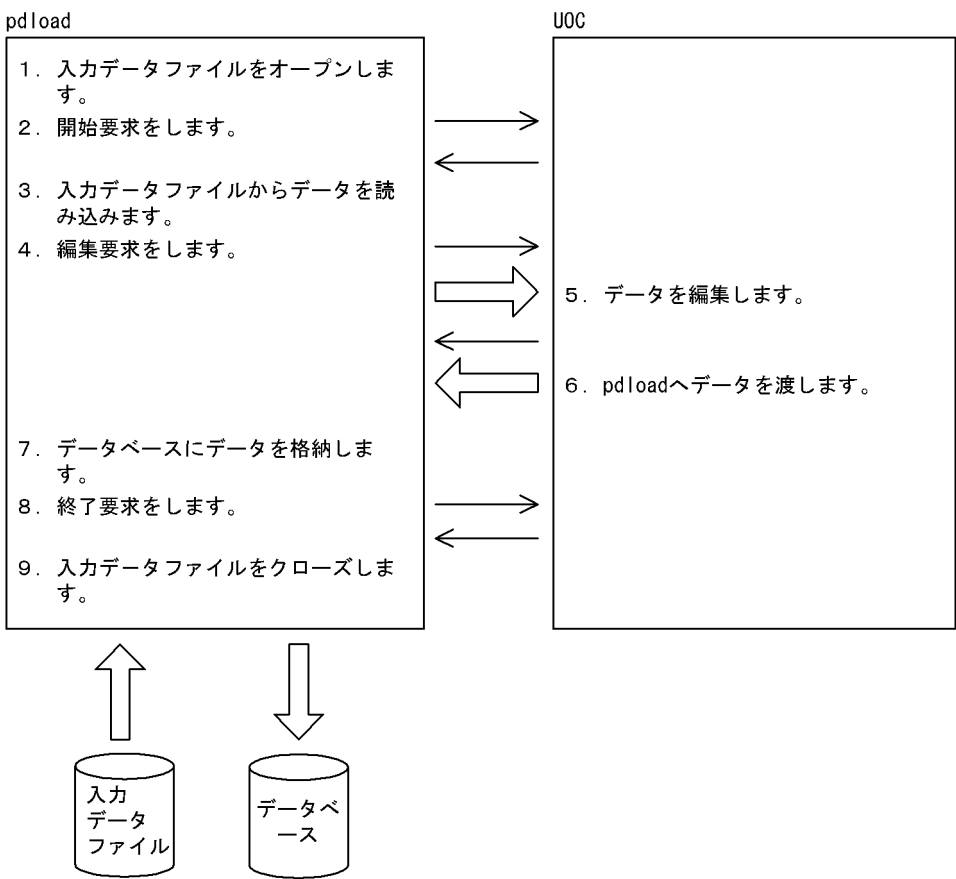 pdload
UOC
1. 入力データファイルをオープンしま
す。
2. 開始要求をします。
3. 入力データファイルからデータを読
み込みます。
4. 編集要求をします。
5. データを編集します。
6. pdloadへデータを渡します。
7. データベースにデータを格納しま
す。
8. 終了要求をします。
9. 入力データファイルをクローズしま
す。
入力
データ
ファイル
データベ
ース